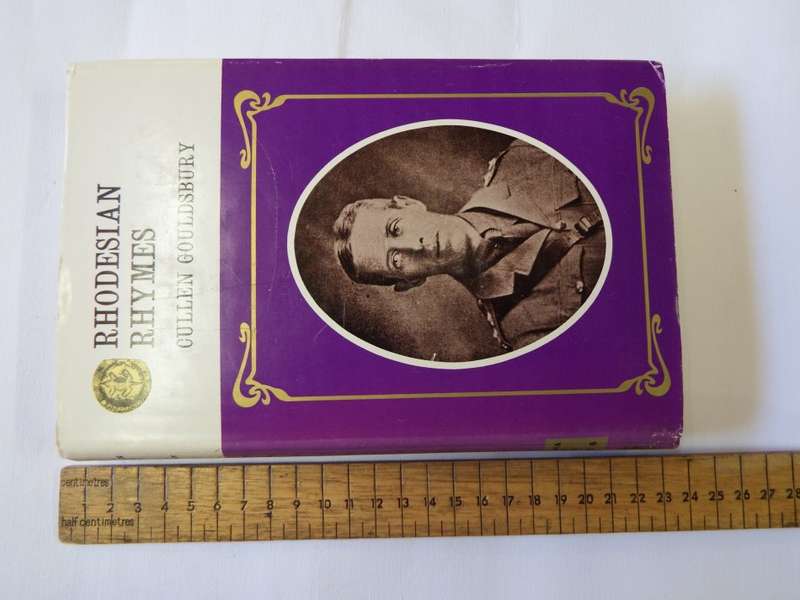 RHODESIAN
RHYMES
CULLEN GOULDSBURY
centimetres
1 2 3 4 5 6 7 8 9 10 11 12 13 14 15 16 17 18 19 20 21 22 23 24 25 26 27 28
half centimetres